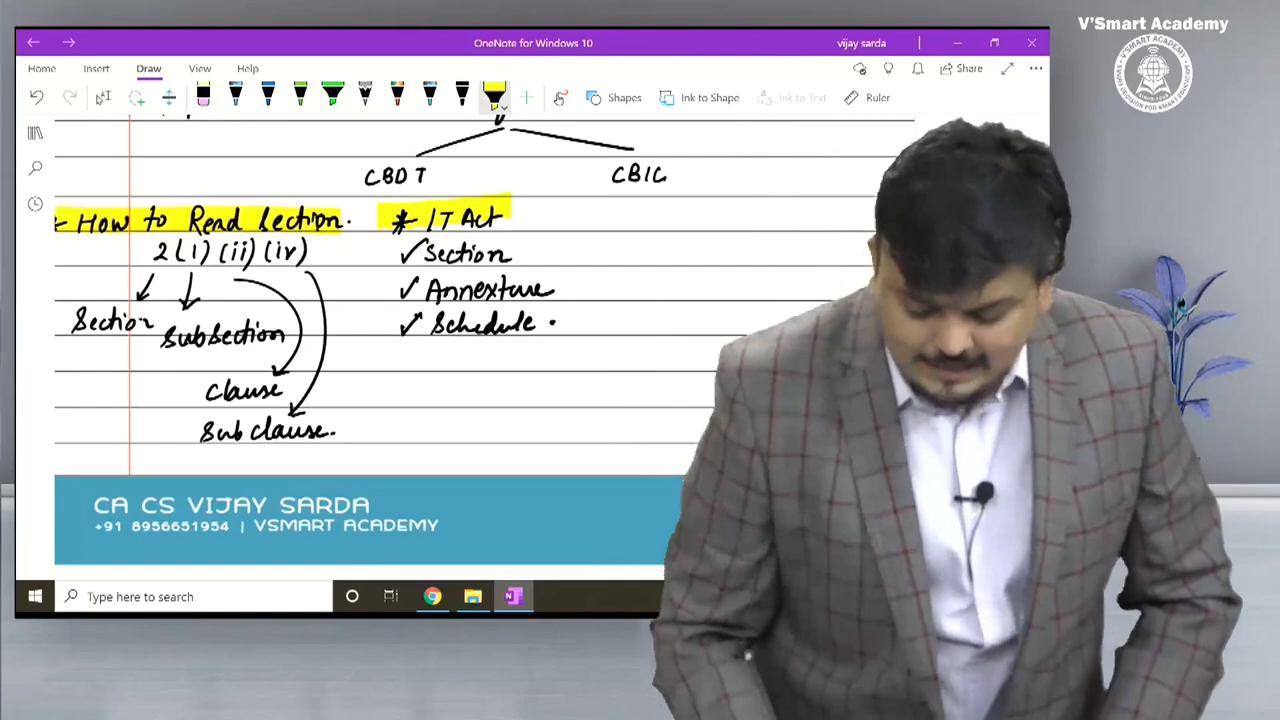 V'Smart Academy
OneNote for Windows 10
vijay sarda
Home Insert Draw View Help
Share
Shapes Ink to Shape Ink to Text Ruler
CBDT CBIC
How to Read Section.
2 (1) (ii) (iv)
Section
Subsection
Clause
Sub clause.
* IT Act
✓ Section
✓ Annexture
✓ Schedule.
CA CS VIJAY SARDA
+91 8956651954 | VSMART ACADEMY
Type here to search